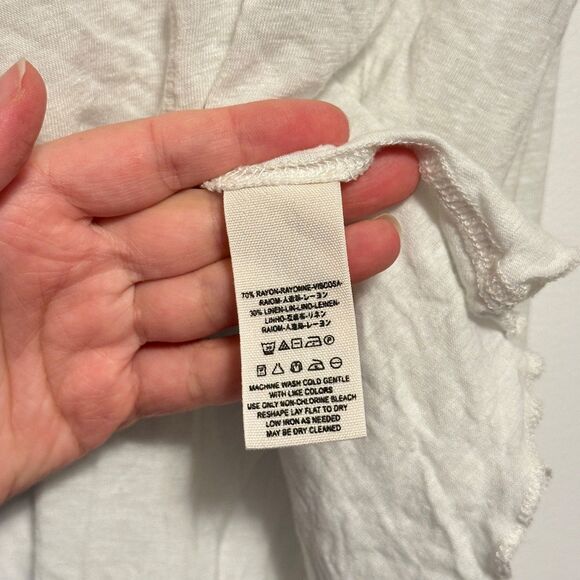 70% RAYON-RAYONNE-VISCOSA-
RAIOM-人造絲-レーヨン
30% LINEN-LIN-LINO-LEINEN-
LINHO-亞麻布-リネン
RAIOM-人造絲-レーヨン
MACHINE WASH COLD GENTLE
WITH LIKE COLORS
USE ONLY NON-CHLORINE BLEACH
RESHAPE LAY FLAT TO DRY
LOW IRON AS NEEDED
MAY BE DRY CLEANED